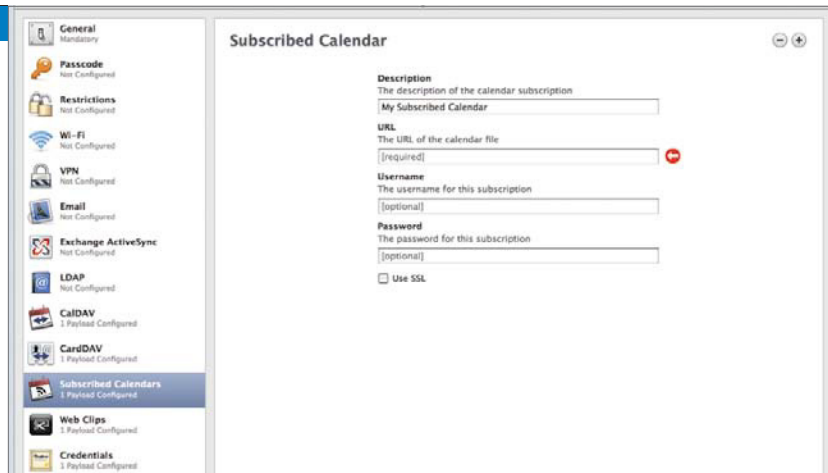 General
Mandatory
Passcode
Not Configured
Restrictions
Not Configured
Wi-Fi
Not Configured
VPN
Not Configured
Email
Not Configured
Exchange ActiveSync
Not Configured
LDAP
Not Configured
CalDAV
1 Payload Configured
CardDAV
1 Payload Configured
Subscribed Calendars
1 Payload Configured
Web Clips
1 Payload Configured
Credentials
1 Payload Configured
Subscribed Calendar
Description
The description of the calendar subscription
My Subscribed Calendar
URL
The URL of the calendar file
[required]
Username
The username for this subscription
[optional]
Password
The password for this subscription
[optional]
Use SSL